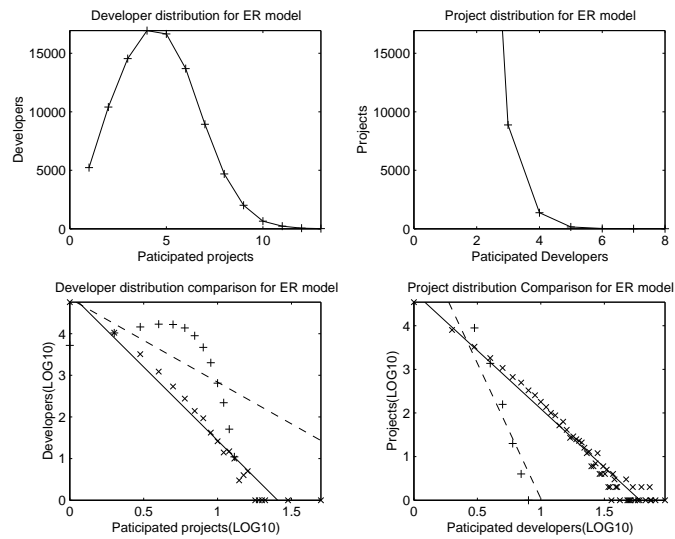 Developer distribution for ER model
15000
10000
5000
0
Developers
0 5 10
Paticipated projects
Project distribution for ER model
15000
10000
5000
0
Projects
0 2 4 6 8
Paticipated Developers
Developer distribution comparison for ER model
4
3
2
1
0
Developers(LOG10)
0 0.5 1 1.5
Paticipated projects(LOG10)
Project distribution Comparison for ER model
4
3
2
1
0
Projects(LOG10)
0 0.5 1 1.5
Paticipated developers(LOG10)